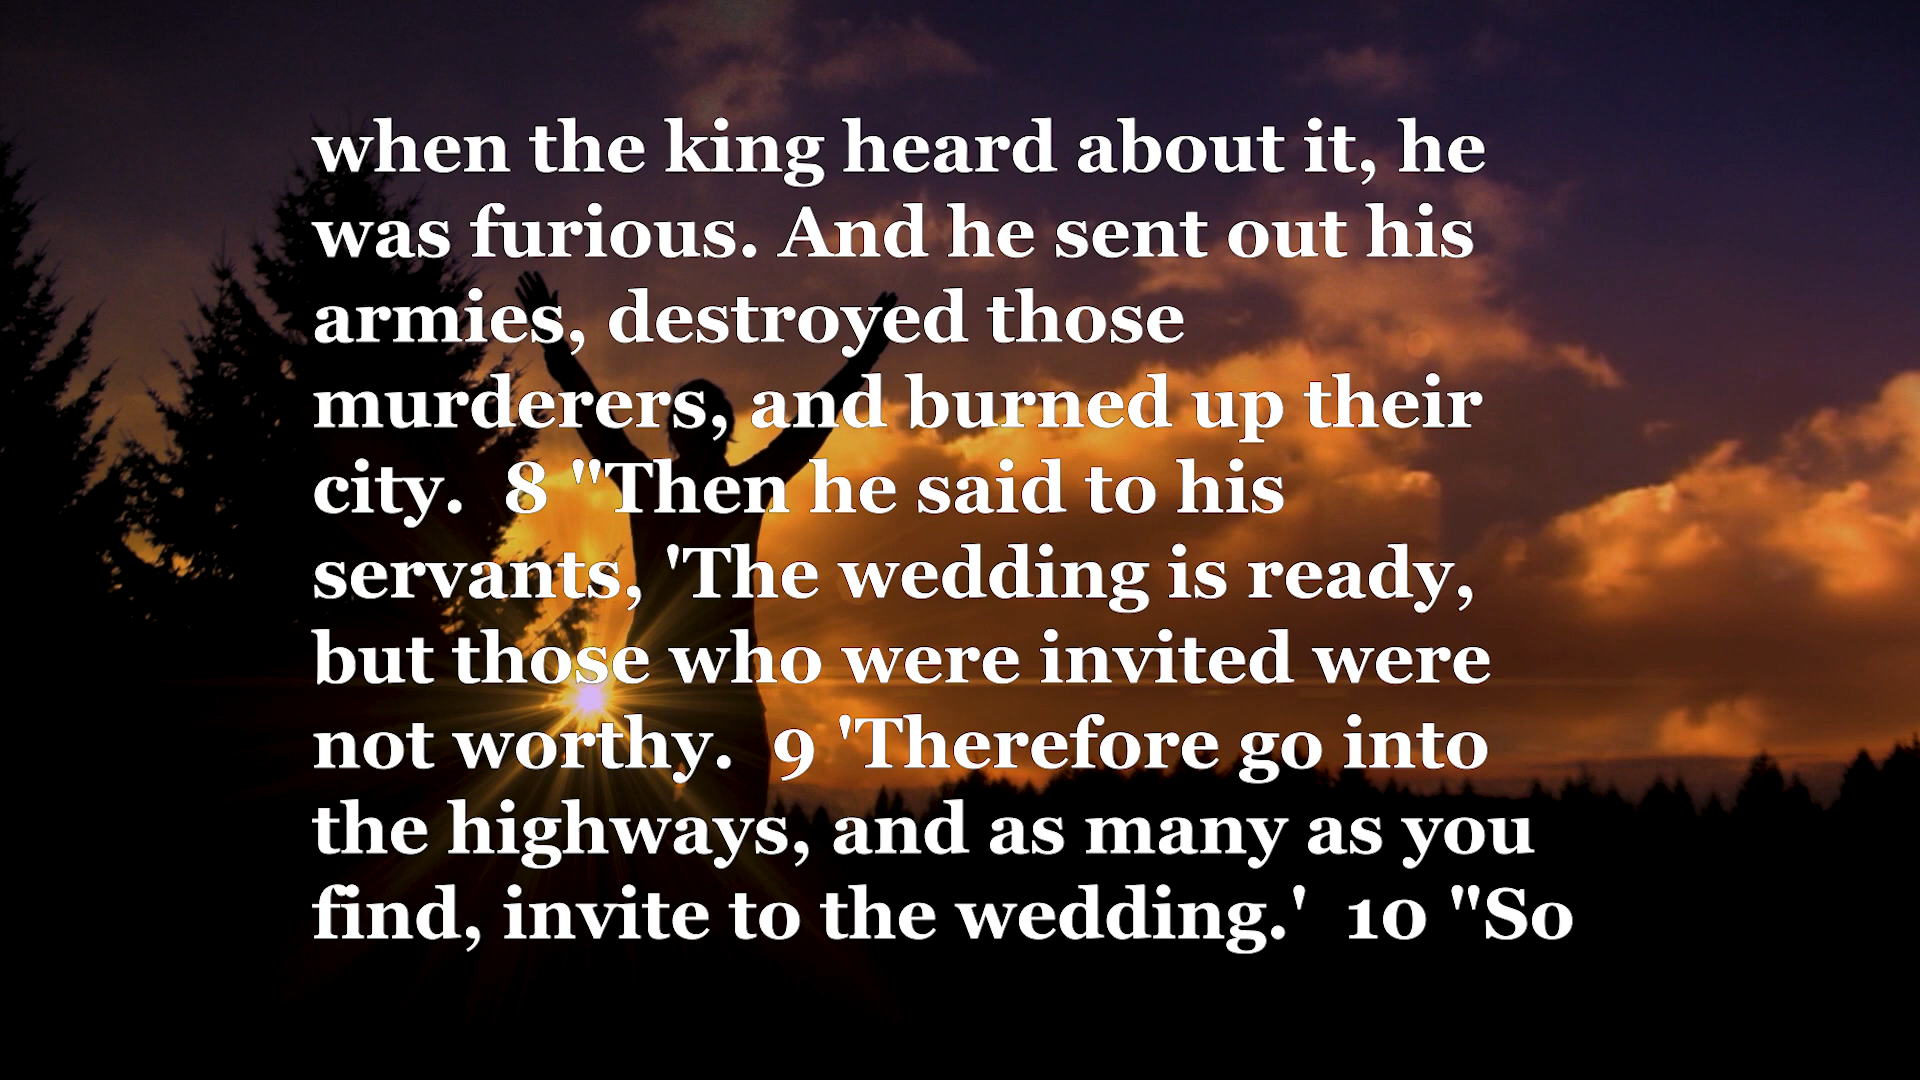 when the king heard about it, he
was furious. And he sent out his
armies, destroyed those
murderers, and burned up their
city.  8 "Then he said to his
servants, 'The wedding is ready,
but those who were invited were
not worthy.  9 'Therefore go into
the highways, and as many as you
find, invite to the wedding.'  10 "So